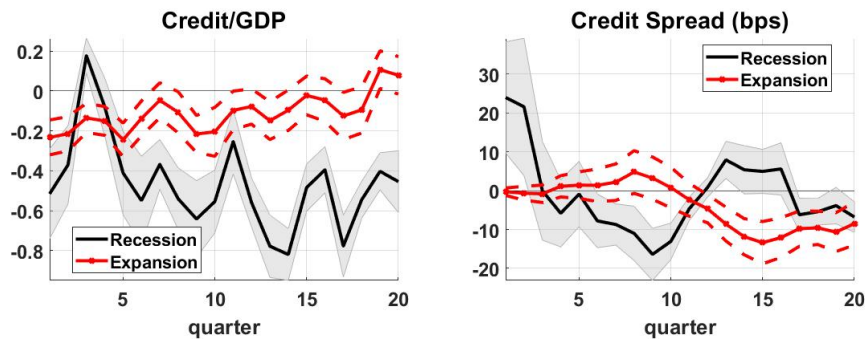 Credit/GDP
0.2
0
-0.2
-0.4
-0.6
-0.8
Recession
Expansion
5
10
15
20
quarter
Credit Spread (bps)
30
20
10
0
-10
-20
Recession
Expansion
5
10
15
20
quarter